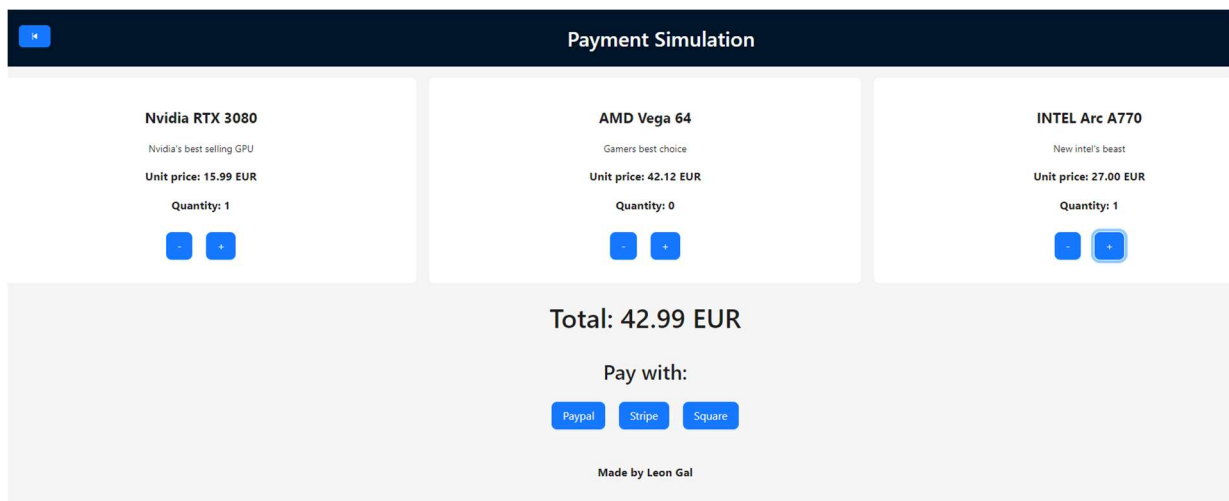 Payment Simulation
Nvidia RTX 3080
Nvidia's best selling GPU
Unit price: 15.99 EUR
Quantity: 1
- +
AMD Vega 64
Gamers best choice
Unit price: 42.12 EUR
Quantity: 0
- +
INTEL Arc A770
New intel's beast
Unit price: 27.00 EUR
Quantity: 1
- +
Total: 42.99 EUR
Pay with:
Paypal Stripe Square
Made by Leon Gal